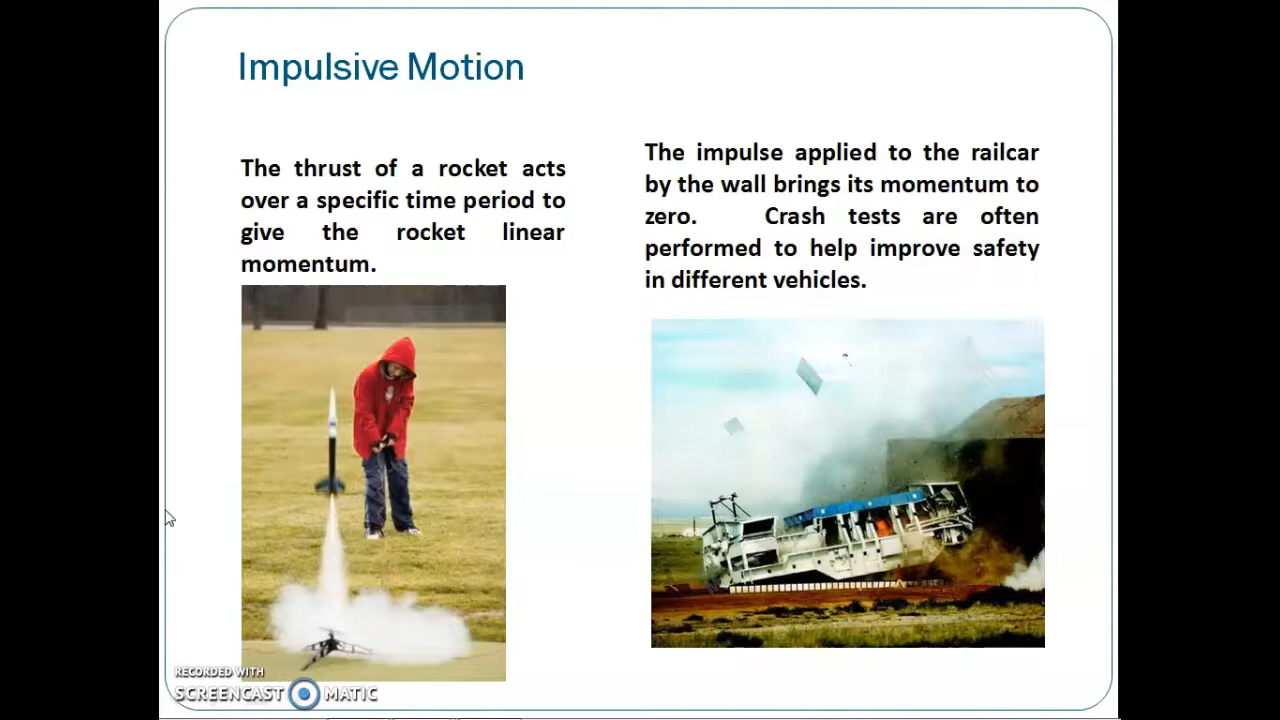 Impulsive Motion
The thrust of a rocket acts
over a specific time period to
give the rocket linear
momentum.
The impulse applied to the railcar
by the wall brings its momentum to
zero. Crash tests are often
performed to help improve safety
in different vehicles.
RECORDED WITH
SCREENCAST MATIC